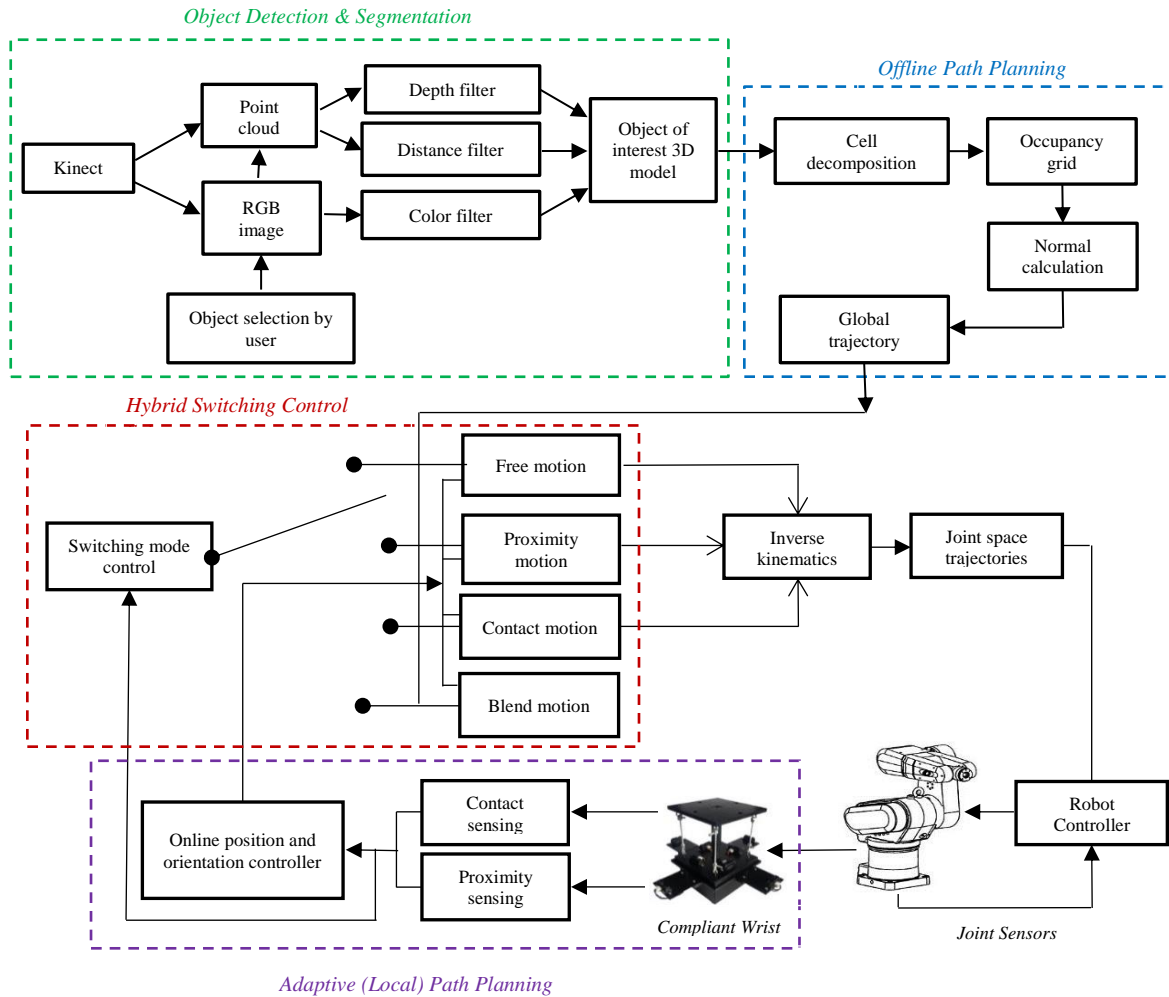 Object Detection & Segmentation
Offline Path Planning
Kinect
Point
cloud
RGB
image
Object selection by
user
Depth filter
Distance filter
Color filter
Object of
interest 3D
model
Cell
decomposition
Occupancy
grid
Normal
calculation
Global
trajectory
Hybrid Switching Control
Switching mode
control
Free motion
Proximity
motion
Contact motion
Blend motion
Inverse
kinematics
Joint space
trajectories
Online position and
orientation controller
Contact
sensing
Proximity
sensing
Compliant Wrist
Robot
Controller
Joint Sensors
Adaptive (Local) Path Planning